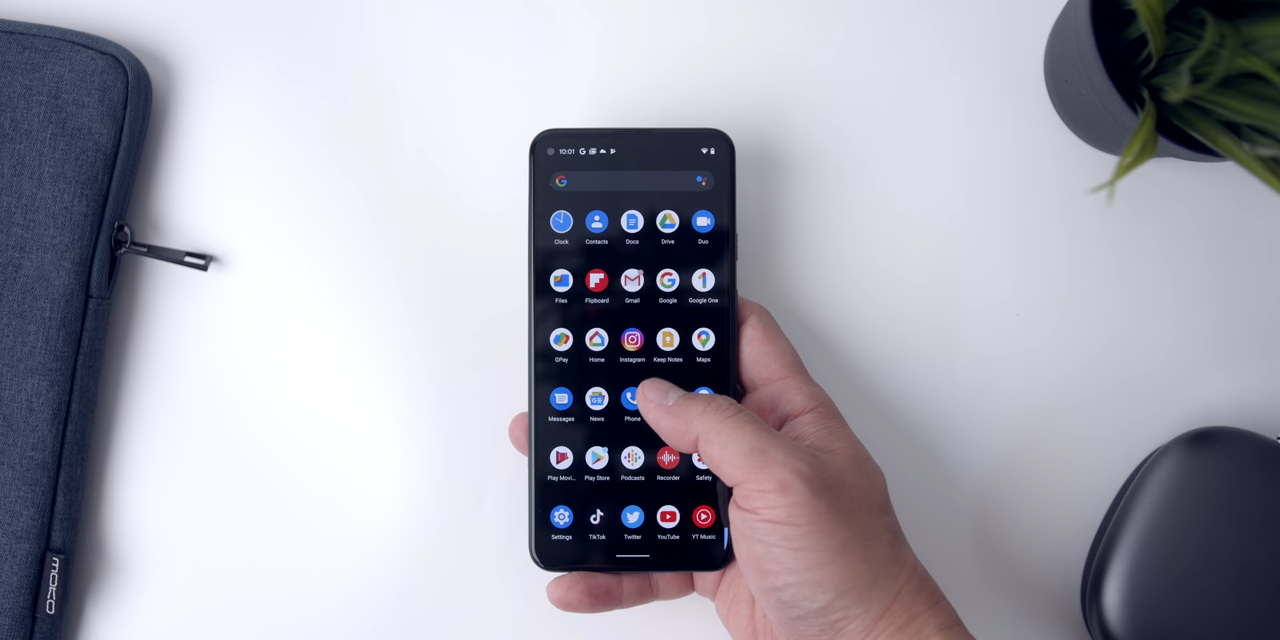 10:01
Clock Contacts Docs Drive Duo
Files Flipboard Gmail Google Google One
GPay Home Instagram Keep Notes Maps
Messages News Phone
Play Movi... Play Store Podcasts Recorder Safety
Settings TikTok Twitter YouTube YT Music
MOKO